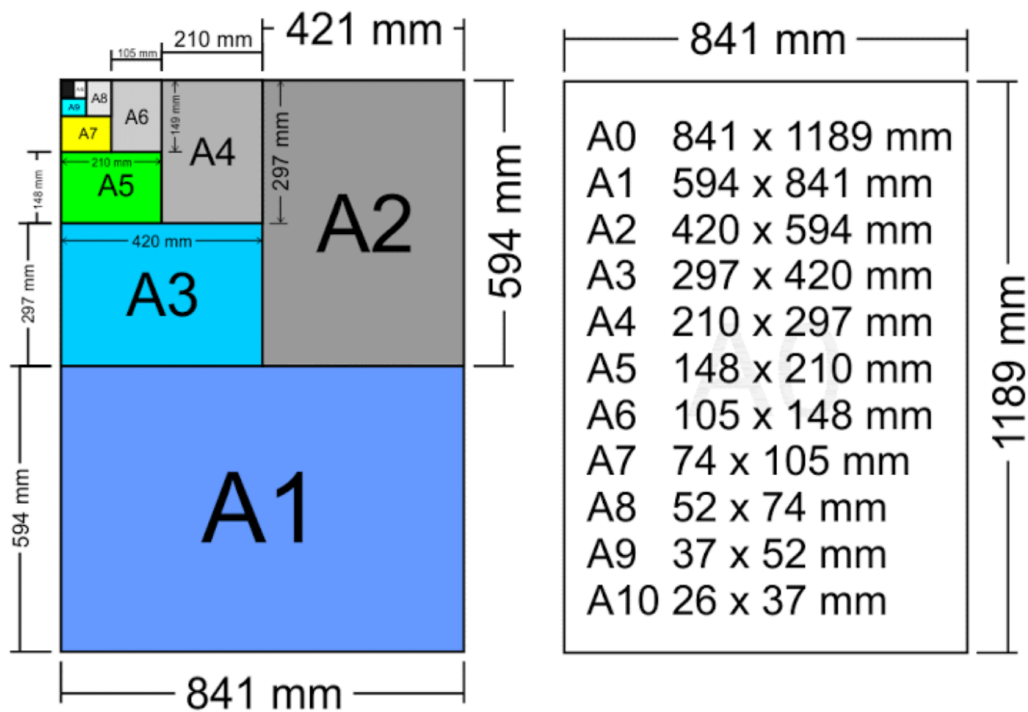 421 mm
210 mm
105 mm
841 mm
A8
A9
A6
149 mm
A4
297 mm
A7
210 mm
A5
148 mm
A2
594 mm
420 mm
A3
297 mm
A1
594 mm
841 mm
A0 841 x 1189 mm
A1 594 x 841 mm
A2 420 x 594 mm
A3 297 x 420 mm
A4 210 x 297 mm
A5 148 x 210 mm
A6 105 x 148 mm
A7 74 x 105 mm
A8 52 x 74 mm
A9 37 x 52 mm
A10 26 x 37 mm
A0
1189 mm